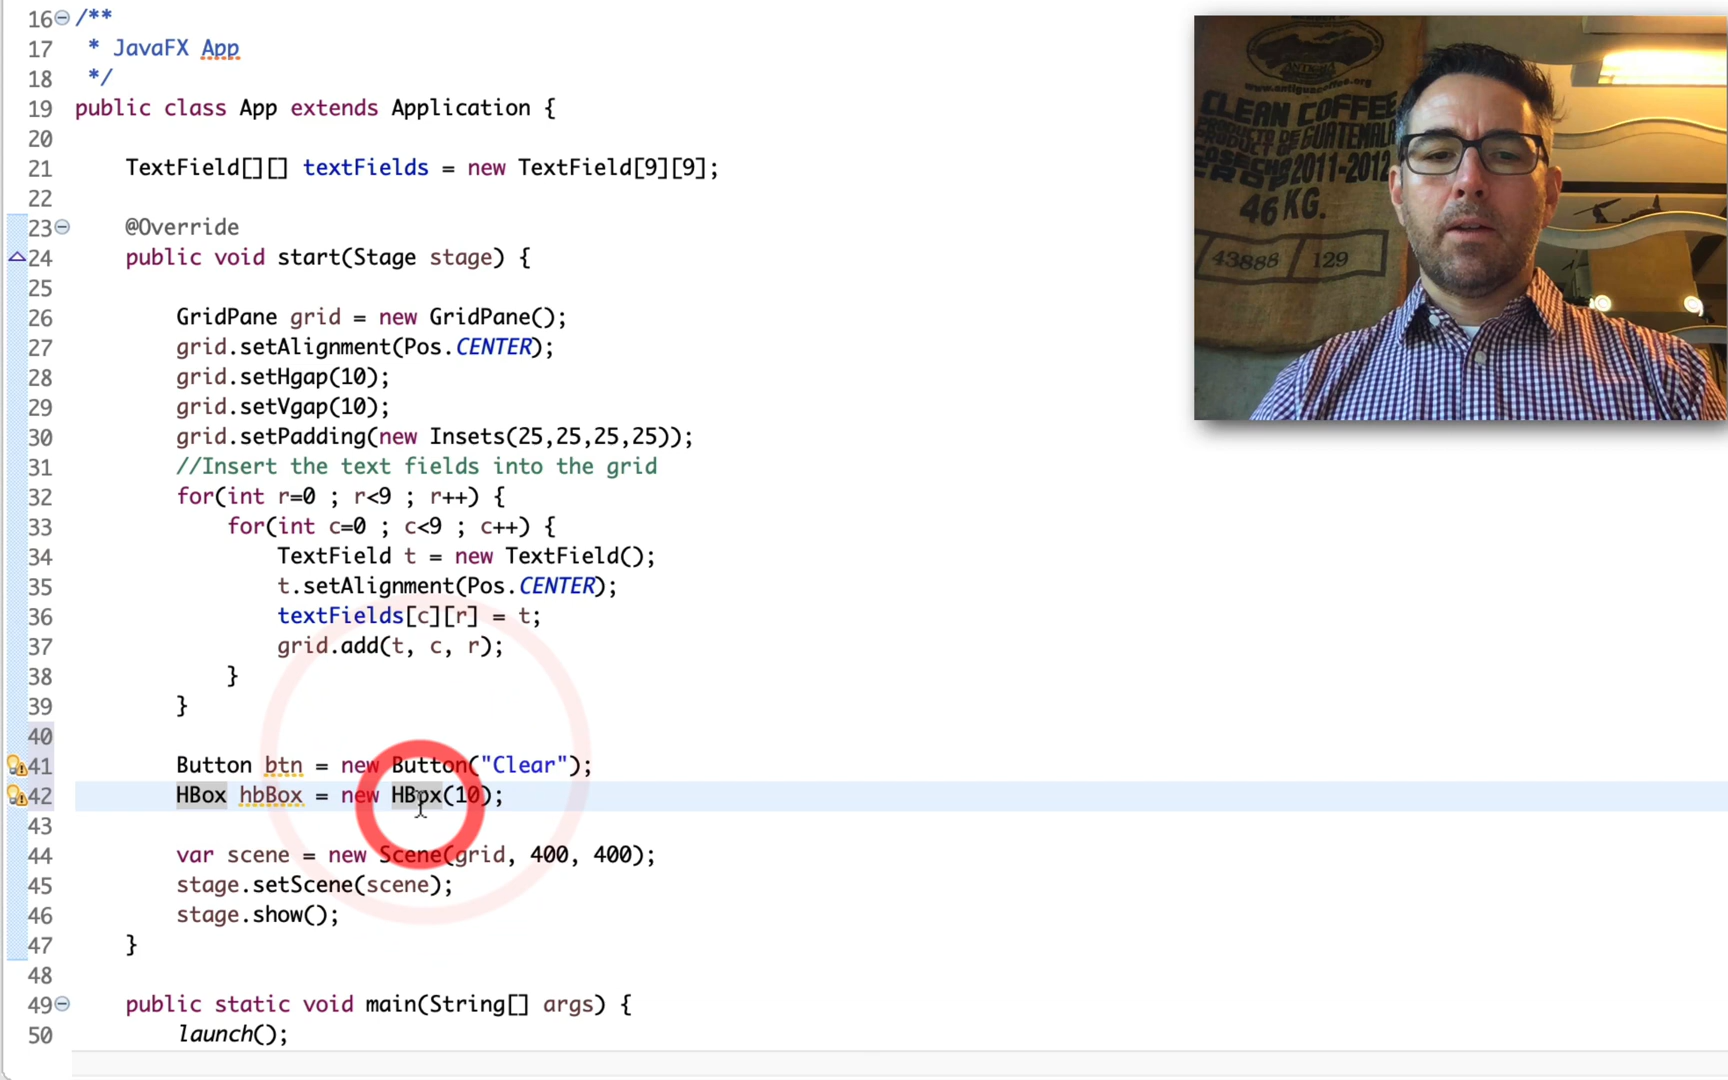 16 /**
17 * JavaFX App
18 */
19 public class App extends Application {
20
21 TextField[][] textFields = new TextField[9][9];
22
23 @Override
24 public void start(Stage stage) {
25
26 GridPane grid = new GridPane();
27 grid.setAlignment(Pos.CENTER);
28 grid.setHgap(10);
29 grid.setVgap(10);
30 grid.setPadding(new Insets(25,25,25,25));
31 //Insert the text fields into the grid
32 for(int r=0 ; r<9 ; r++) {
33 for(int c=0 ; c<9 ; c++) {
34 TextField t = new TextField();
35 t.setAlignment(Pos.CENTER);
36 textFields[c][r] = t;
37 grid.add(t, c, r);
38 }
39 }
40
41 Button btn = new Button("Clear");
42 HBox hbBox = new HBox(10);
43
44 var scene = new Scene(grid, 400, 400);
45 stage.setScene(scene);
46 stage.show();
47 }
48
49 public static void main(String[] args) {
50 launch();
www.antiguacoffee.org
CLEAN COFFEE
PRODUCTO DE GUATEMALA
COSECHA 2011-2012
46 KG.
43888 129